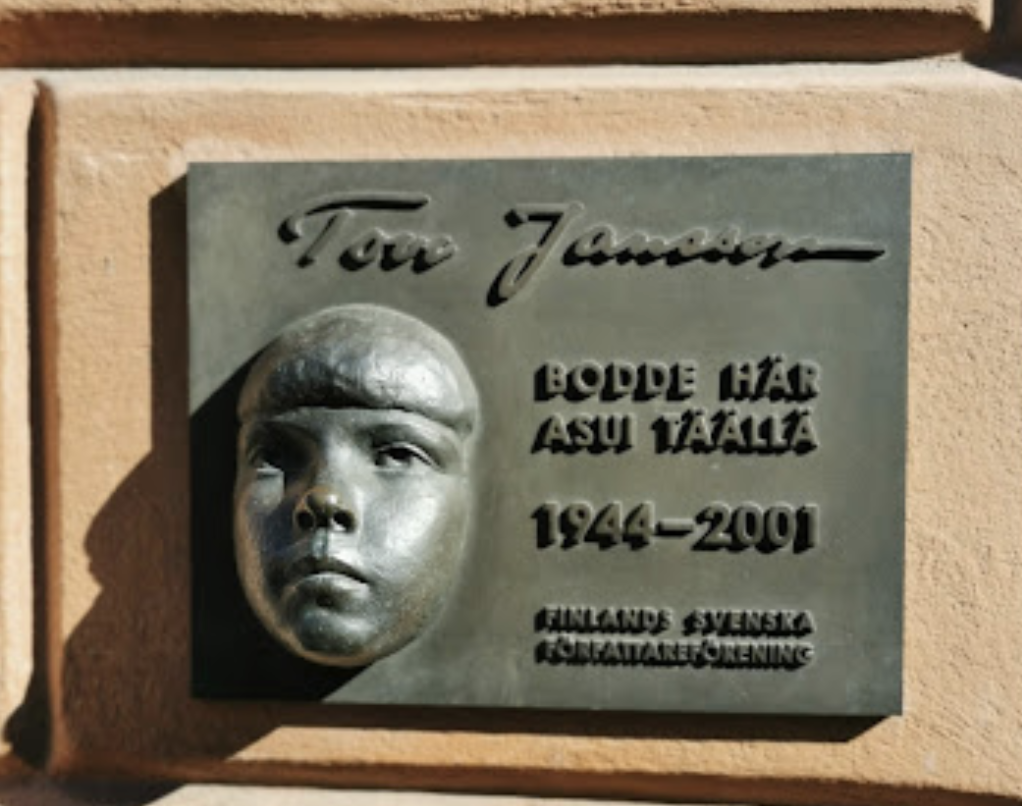 Tove Jansson
BODDE HÄR
ASUI TÄÄLLÄ
1944–2001
FINLANDS SVENSKA
FÖRFATTAREFÖRENING